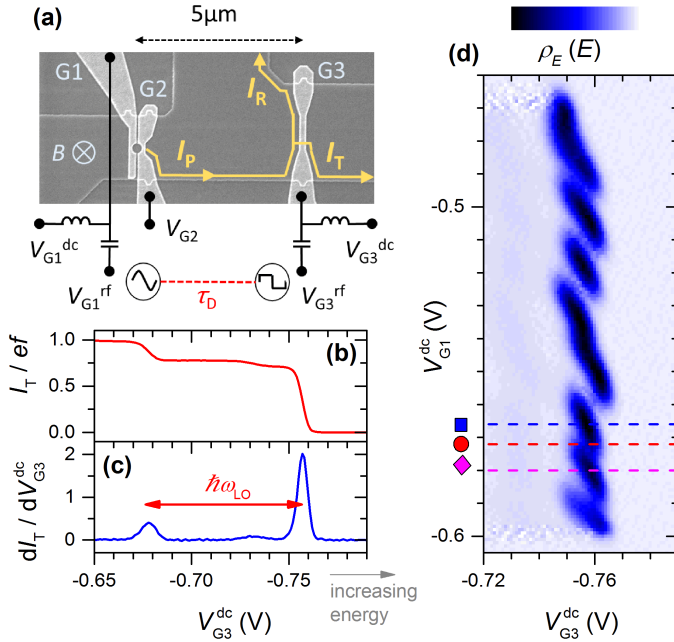 (a)
5μm
G1
G2
G3
I_R
B
I_P
I_T
V_G2
V_G1^dc
V_G3^dc
V_G1^rf
V_G3^rf
τ_D
(b)
I_T / ef
1.0
0.5
0.0
(c)
dI_T / dV_G3^dc
2
1
0
ħω_LO
-0.65
-0.70
-0.75
V_G3^dc (V)
increasing
energy
(d)
ρ_E (E)
V_G1^dc (V)
-0.5
-0.6
-0.72
-0.76
V_G3^dc (V)